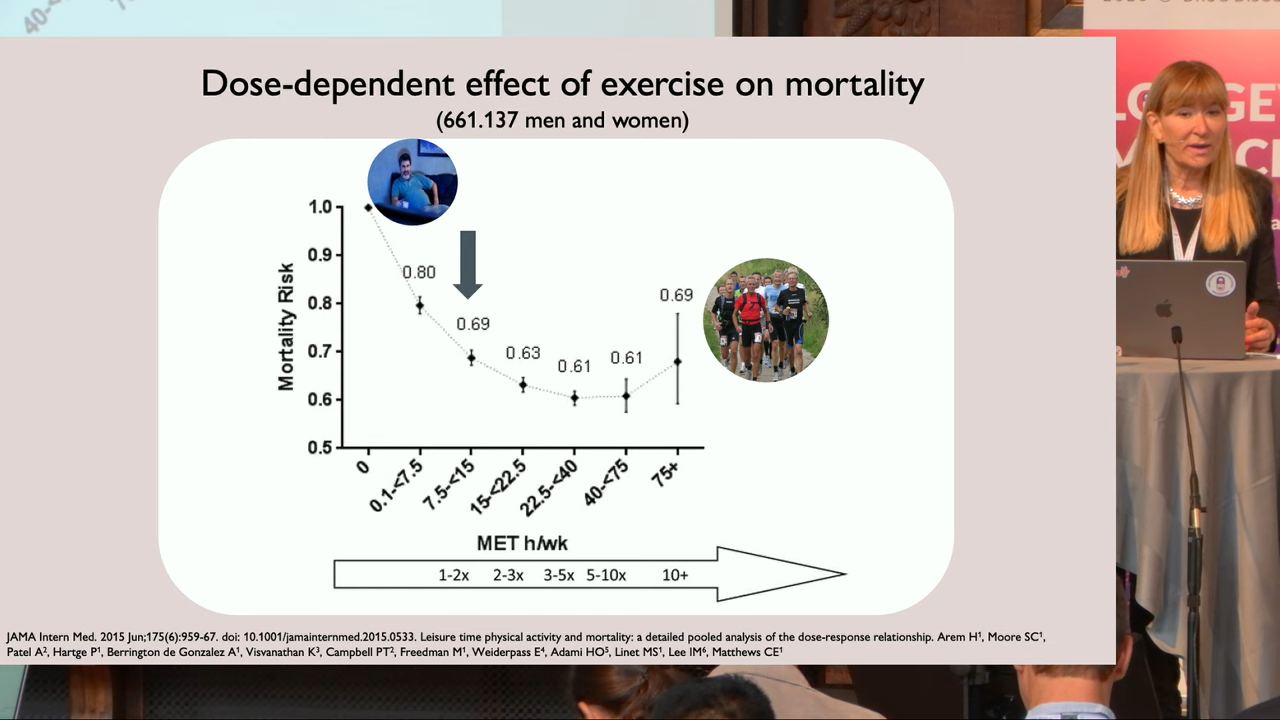 40-<
Dose-dependent effect of exercise on mortality
(661.137 men and women)
1.0
0.9
0.8
0.7
0.6
0.5
Mortality Risk
0.80
0.69
0.63
0.61
0.61
0.69
0
0.1-<7.5
7.5-<15
15-<22.5
22.5-<40
40-<75
75+
MET h/wk
1-2x 2-3x 3-5x 5-10x 10+
JAMA Intern Med. 2015 Jun;175(6):959-67. doi: 10.1001/jamainternmed.2015.0533. Leisure time physical activity and mortality: a detailed pooled analysis of the dose-response relationship. Arem H¹, Moore SC¹,
Patel A², Hartge P¹, Berrington de Gonzalez A¹, Visvanathan K³, Campbell PT², Freedman M¹, Weiderpass E⁴, Adami HO⁵, Linet MS¹, Lee IM⁶, Matthews CE¹